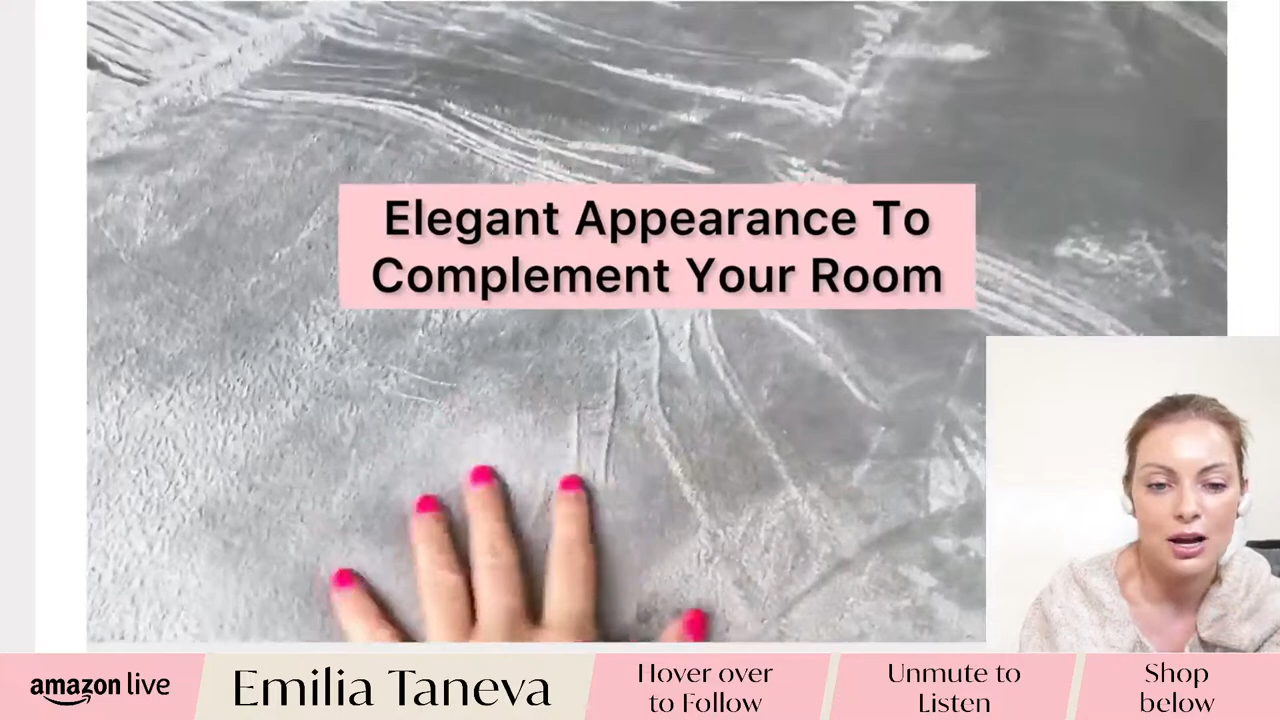 Elegant Appearance To
Complement Your Room
amazon live
Emilia Taneva
Hover over
to Follow
Unmute to
Listen
Shop
below